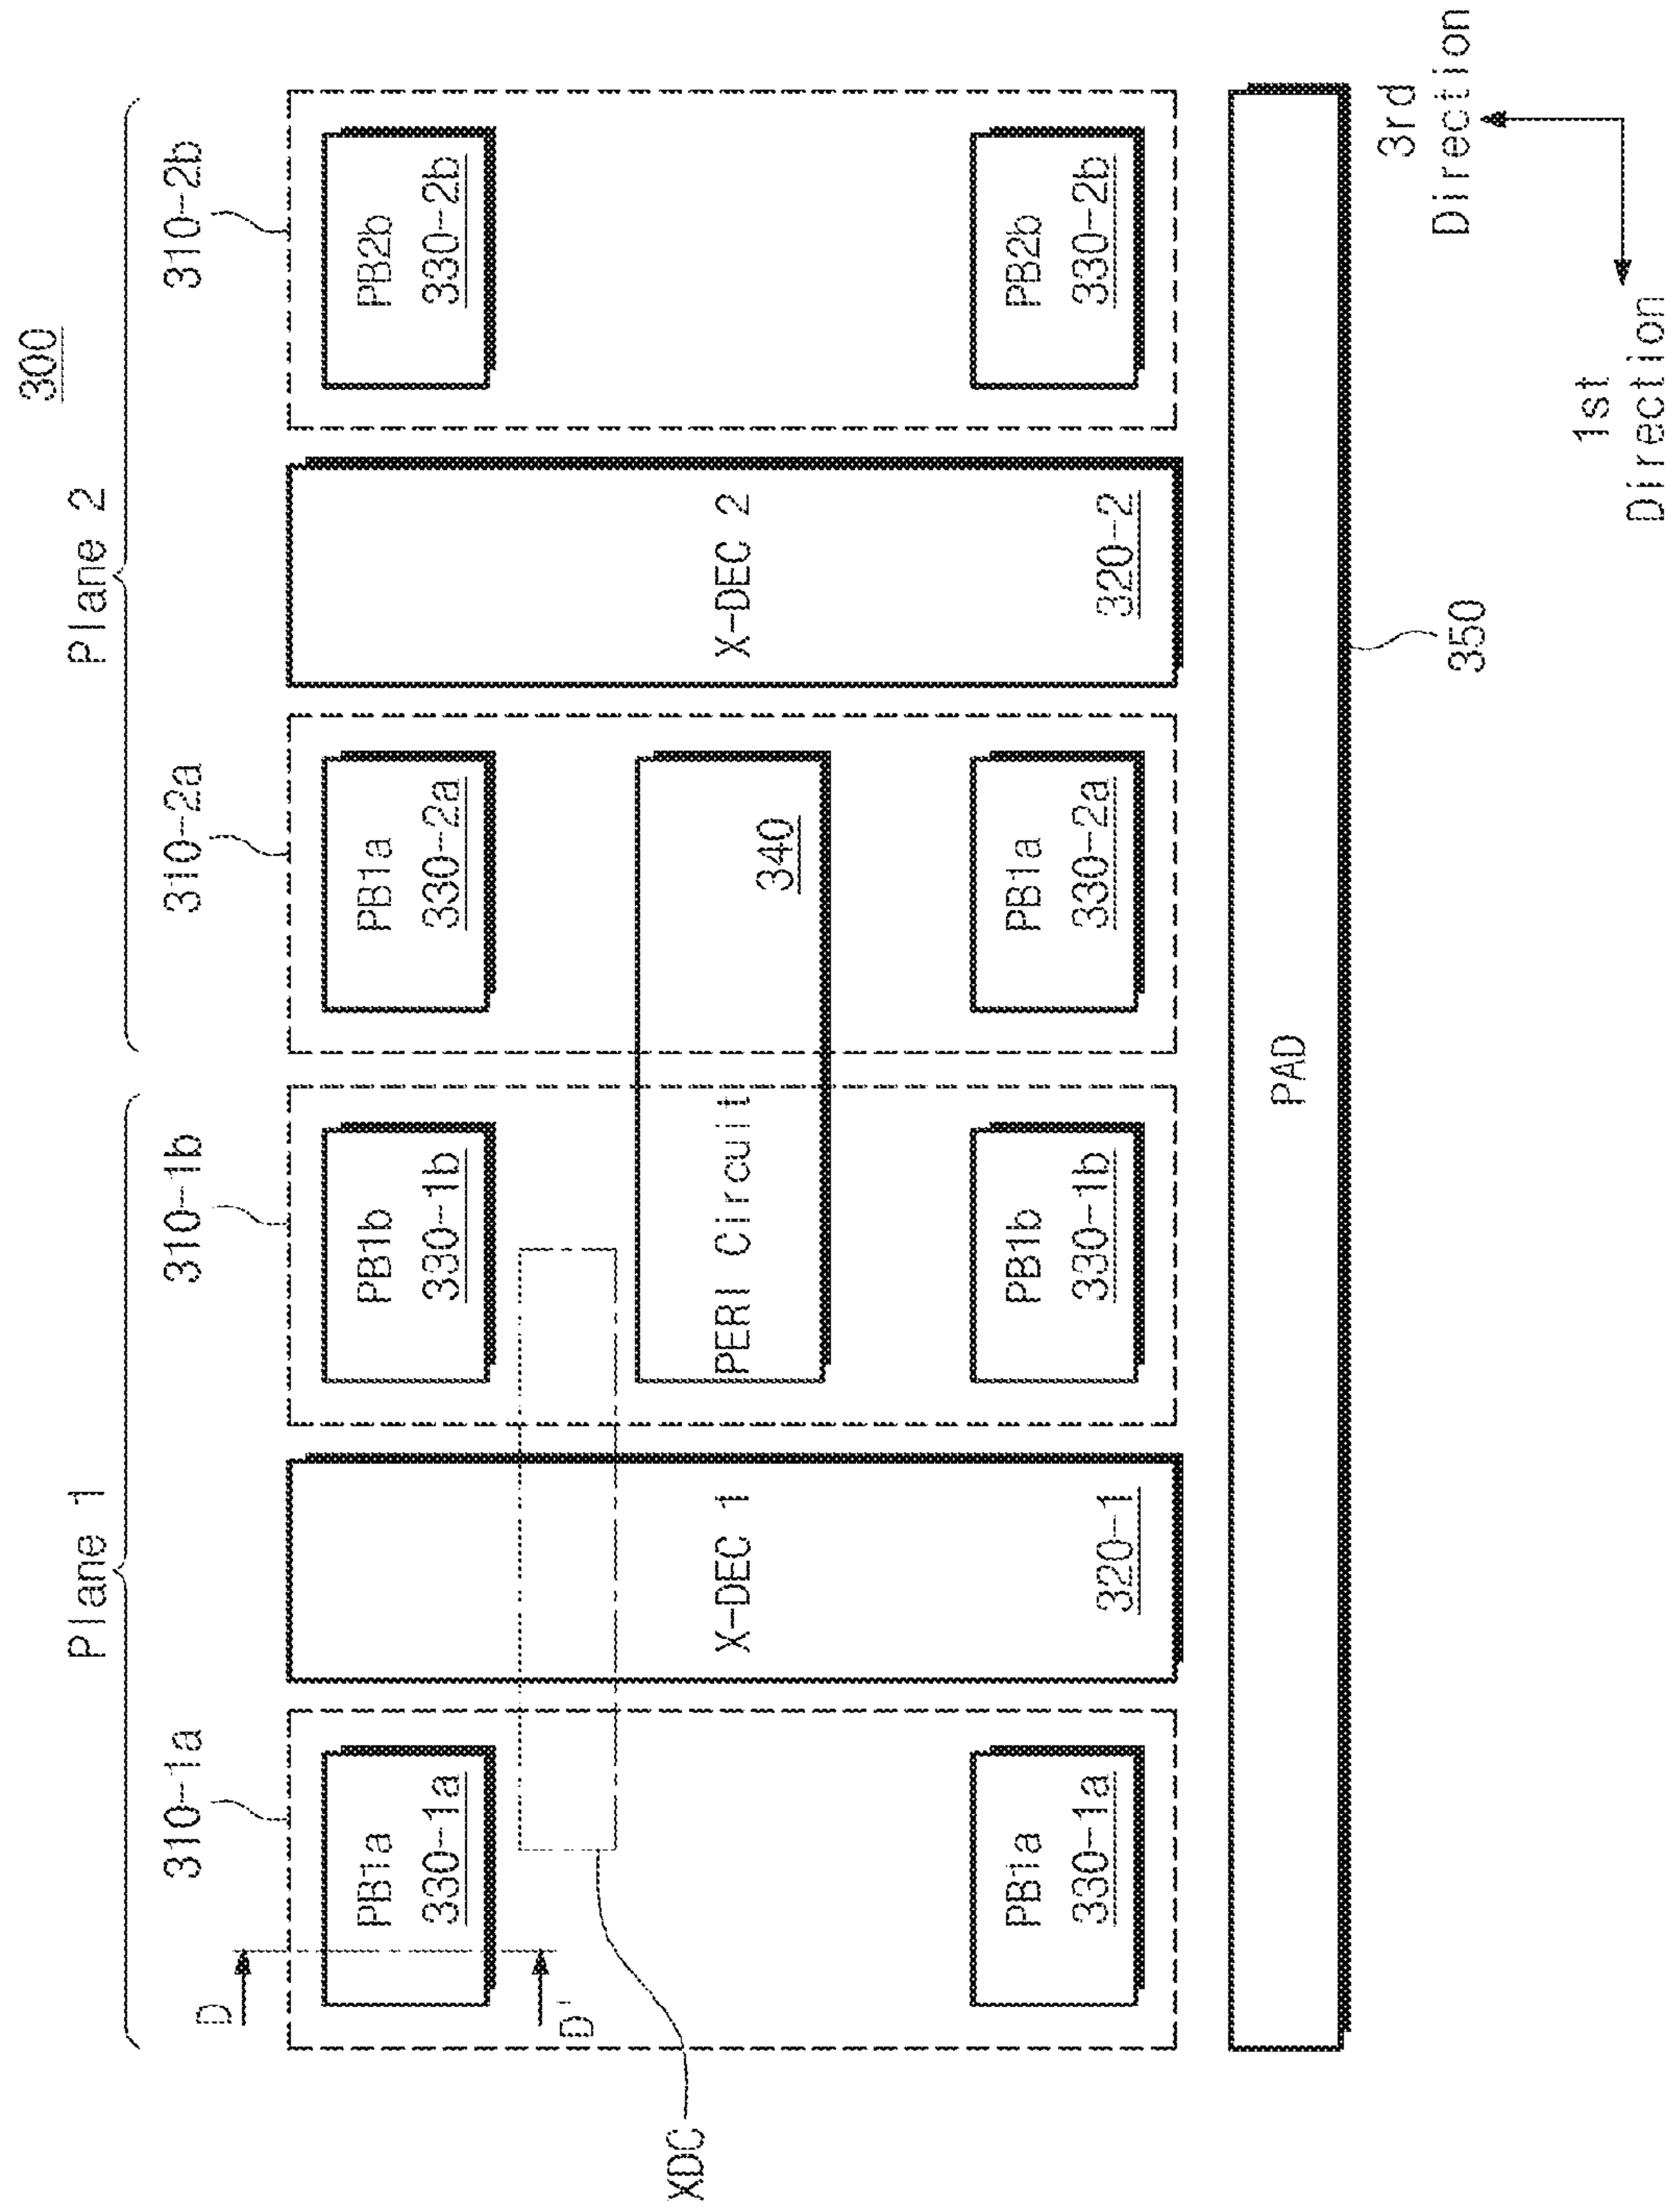 300
Plane 1
Plane 2
310-1a
310-1b
310-2a
310-2b
D
D'
PB1a
330-1a
PB1b
330-1b
PB1a
330-2a
PB2b
330-2b
XDC
X-DEC 1
320-1
PERI Circuit
340
X-DEC 2
320-2
PB1a
330-1a
PB1b
330-1b
PB1a
330-2a
PB2b
330-2b
PAD
350
3rd
Direction
1st
Direction